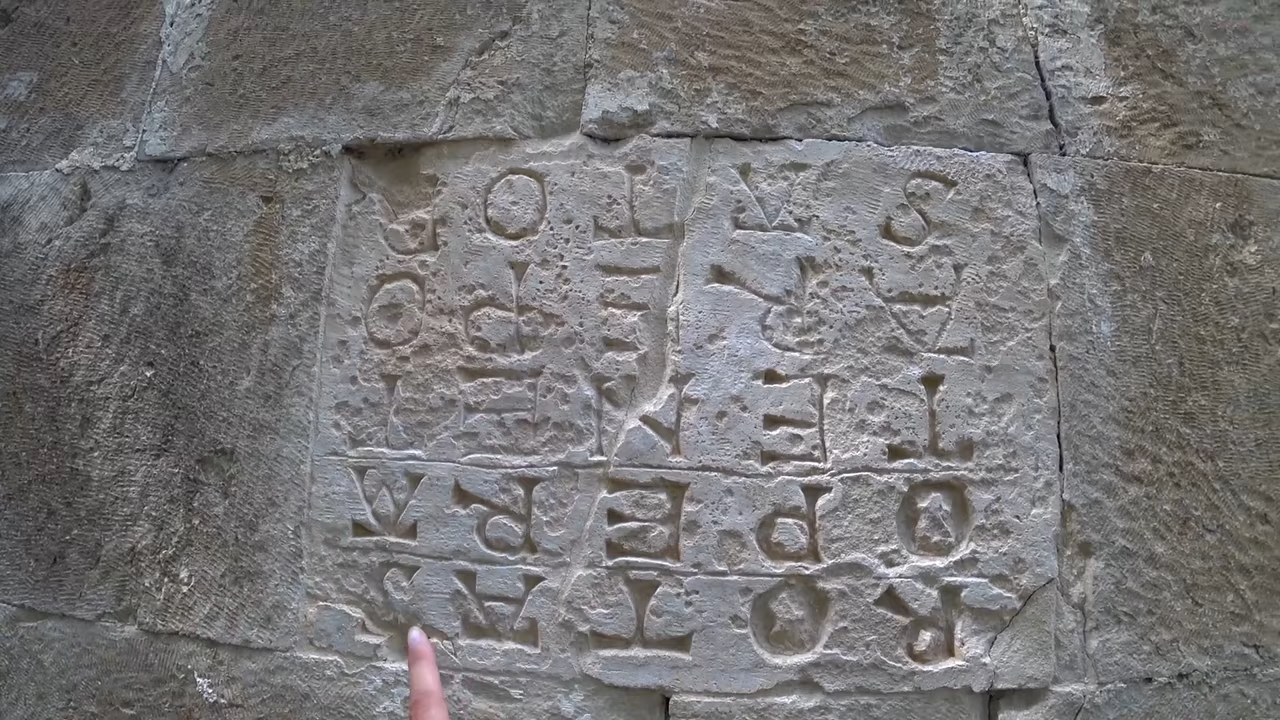 ROTAS
OPERA
TENET
AREPO
SATOR